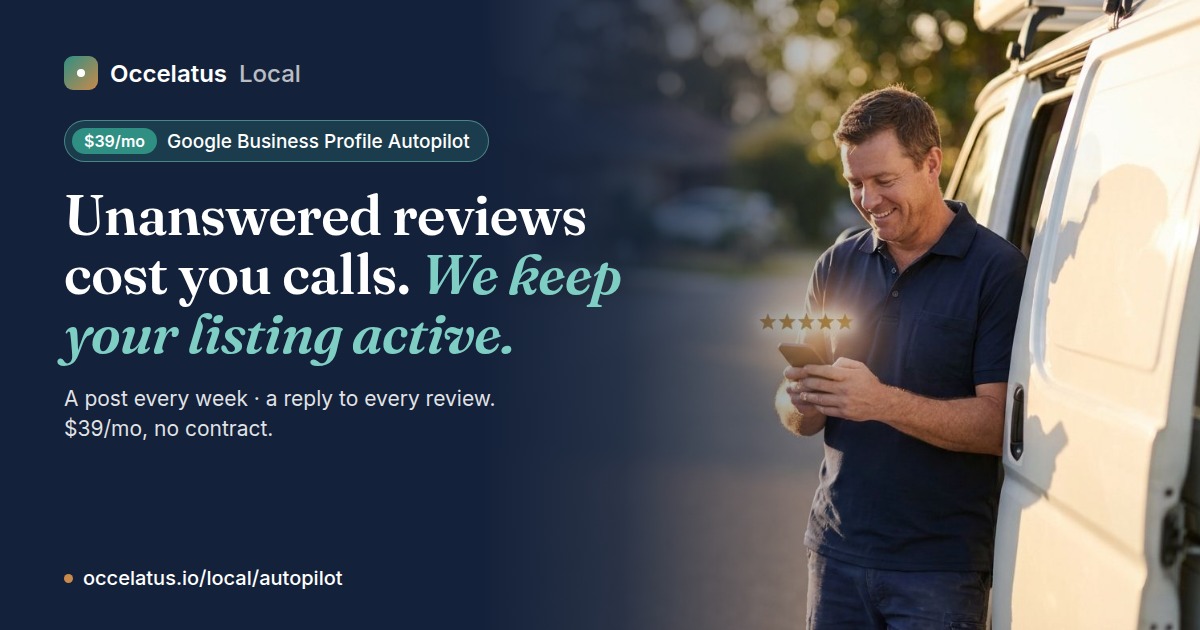 Occelatus Local
$39/mo Google Business Profile Autopilot
Unanswered reviews
cost you calls. We keep
your listing active.
A post every week · a reply to every review.
$39/mo, no contract.
occelatus.io/local/autopilot